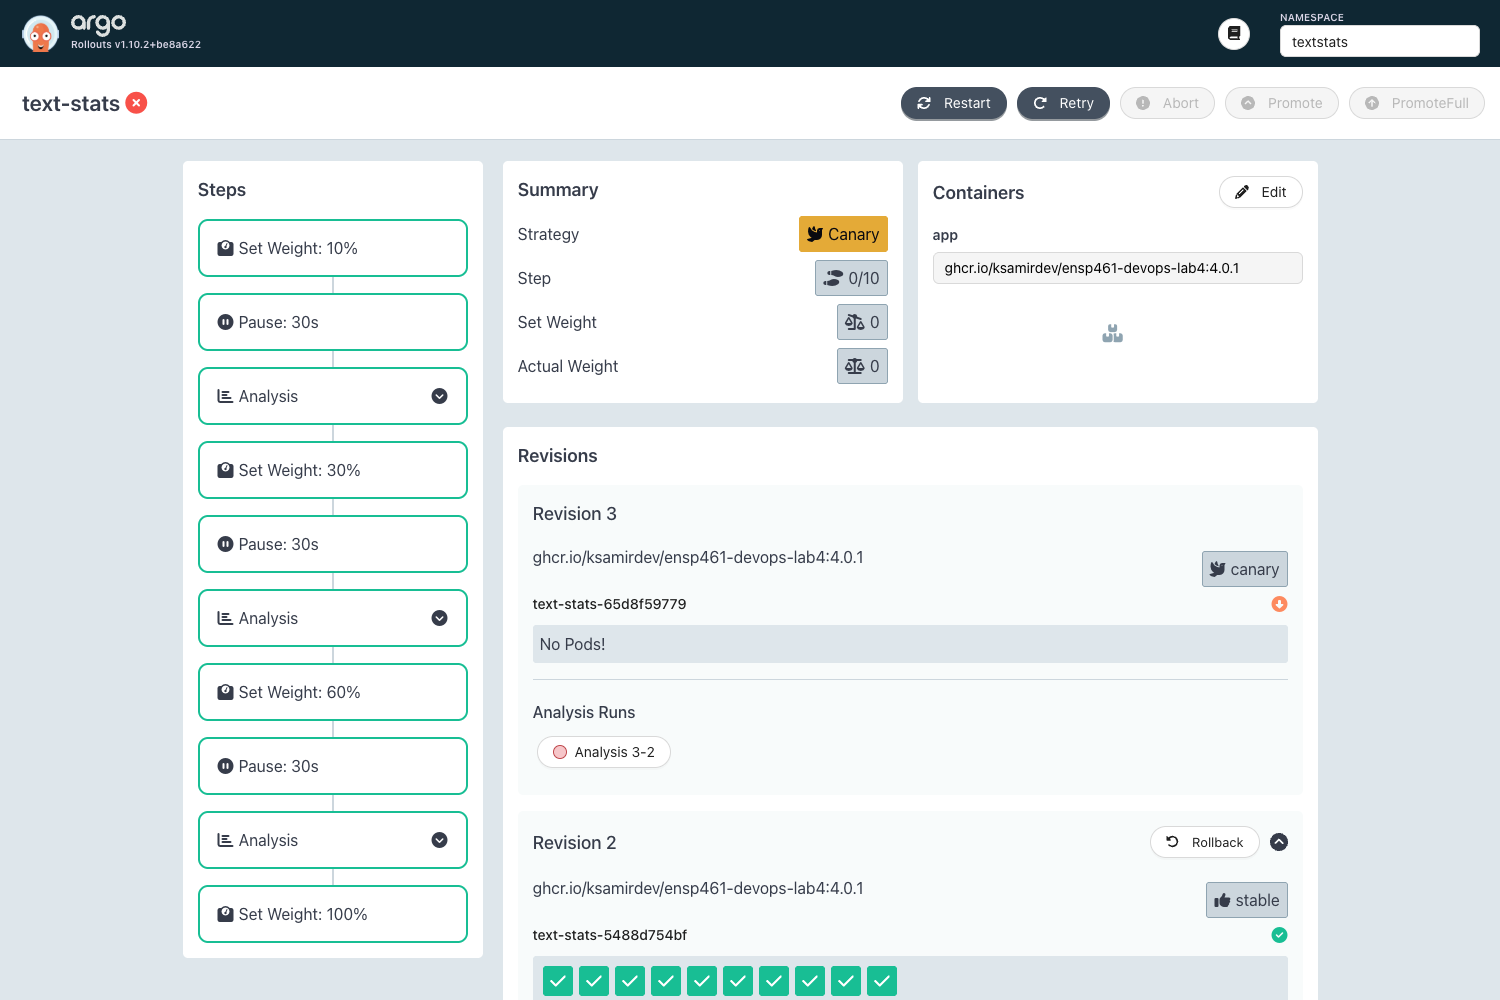 argo
Rollouts v1.10.2+be8a622
NAMESPACE
textstats
text-stats
Restart
Retry
Abort
Promote
PromoteFull
Steps
Set Weight: 10%
Pause: 30s
Analysis
Set Weight: 30%
Pause: 30s
Analysis
Set Weight: 60%
Pause: 30s
Analysis
Set Weight: 100%
Summary
Strategy
Canary
Step
0/10
Set Weight
0
Actual Weight
0
Containers
Edit
app
ghcr.io/ksamirdev/ensp461-devops-lab4:4.0.1
Revisions
Revision 3
ghcr.io/ksamirdev/ensp461-devops-lab4:4.0.1
canary
text-stats-65d8f59779
No Pods!
Analysis Runs
Analysis 3-2
Revision 2
Rollback
ghcr.io/ksamirdev/ensp461-devops-lab4:4.0.1
stable
text-stats-5488d754bf